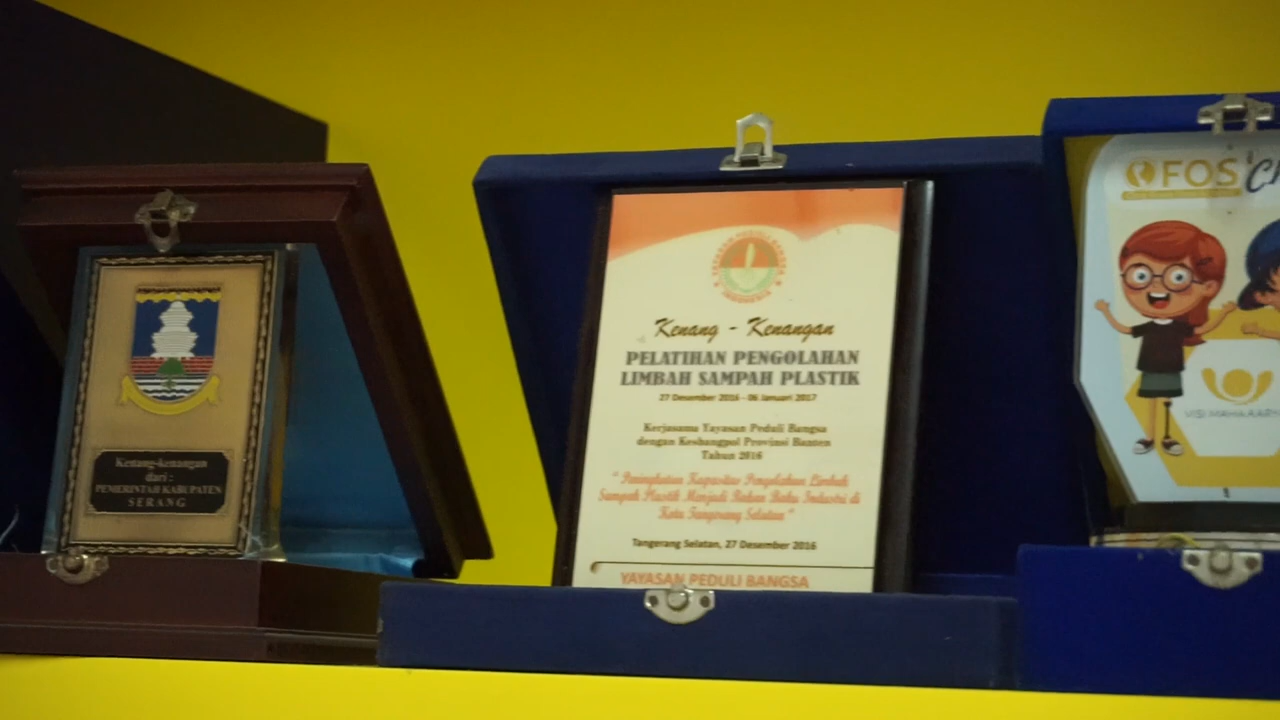 Kenang-kenangan
dari :
PEMERINTAH KABUPATEN
SERANG
Kenang - Kenangan
PELATIHAN PENGOLAHAN
LIMBAH SAMPAH PLASTIK
27 Desember 2016 - 06 Januari 2017
Kerjasama Yayasan Peduli Bangsa
dengan Kesbangpol Provinsi Banten
Tahun 2016
" Peningkatan Kapasitas Pengolahan Limbah
Sampah Plastik Menjadi Bahan Baku Industri di
Kota Tangerang Selatan "
Tangerang Selatan, 27 Desember 2016
YAYASAN PEDULI BANGSA
FOS
VISI MAHAKARY